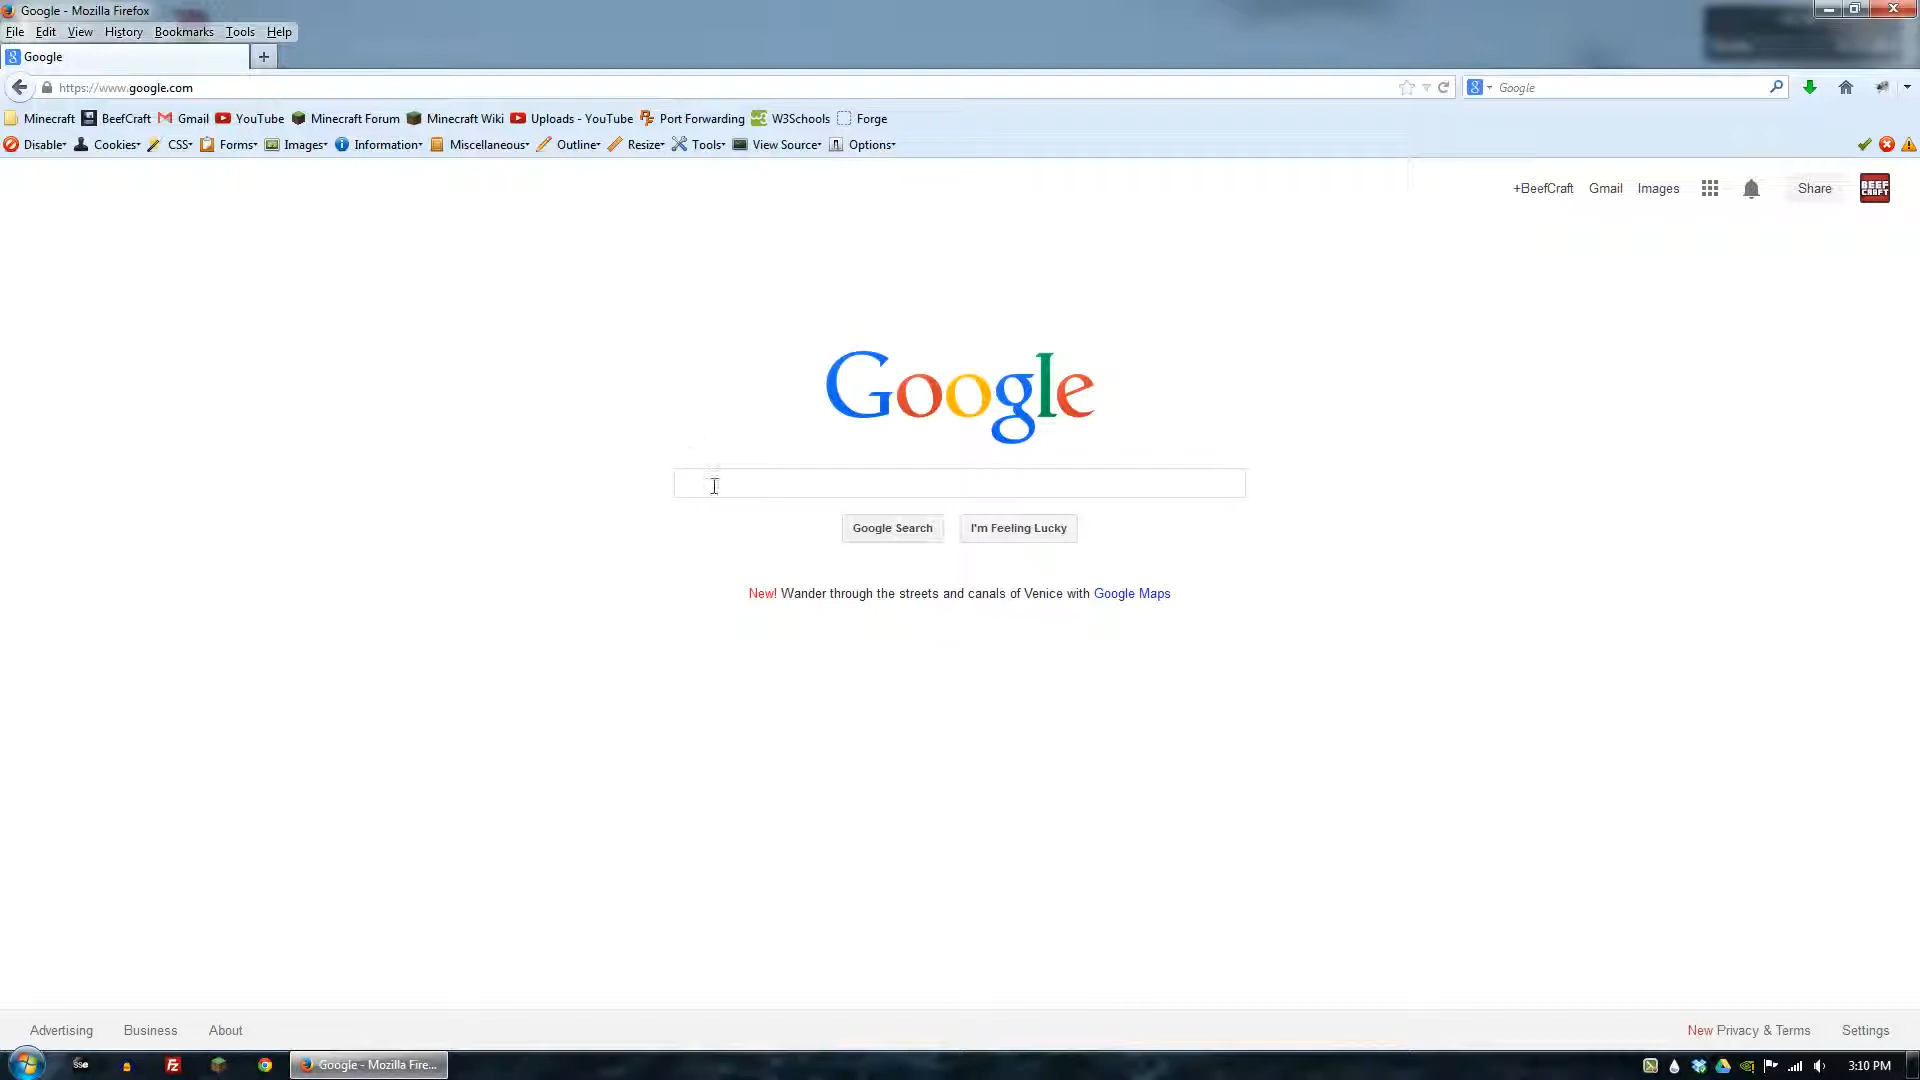 Google - Mozilla Firefox
File Edit View History Bookmarks Tools Help
Google +
https://www.google.com Google
Minecraft BeefCraft Gmail YouTube Minecraft Forum Minecraft Wiki Uploads - YouTube Port Forwarding W3Schools Forge
Disable Cookies CSS Forms Images Information Miscellaneous Outline Resize Tools View Source Options
+BeefCraft Gmail Images Share BEEF CRAFT
Google
Google Search I'm Feeling Lucky
New! Wander through the streets and canals of Venice with Google Maps
Advertising Business About New Privacy & Terms Settings
SSE FZ Google - Mozilla Fire... 3:10 PM